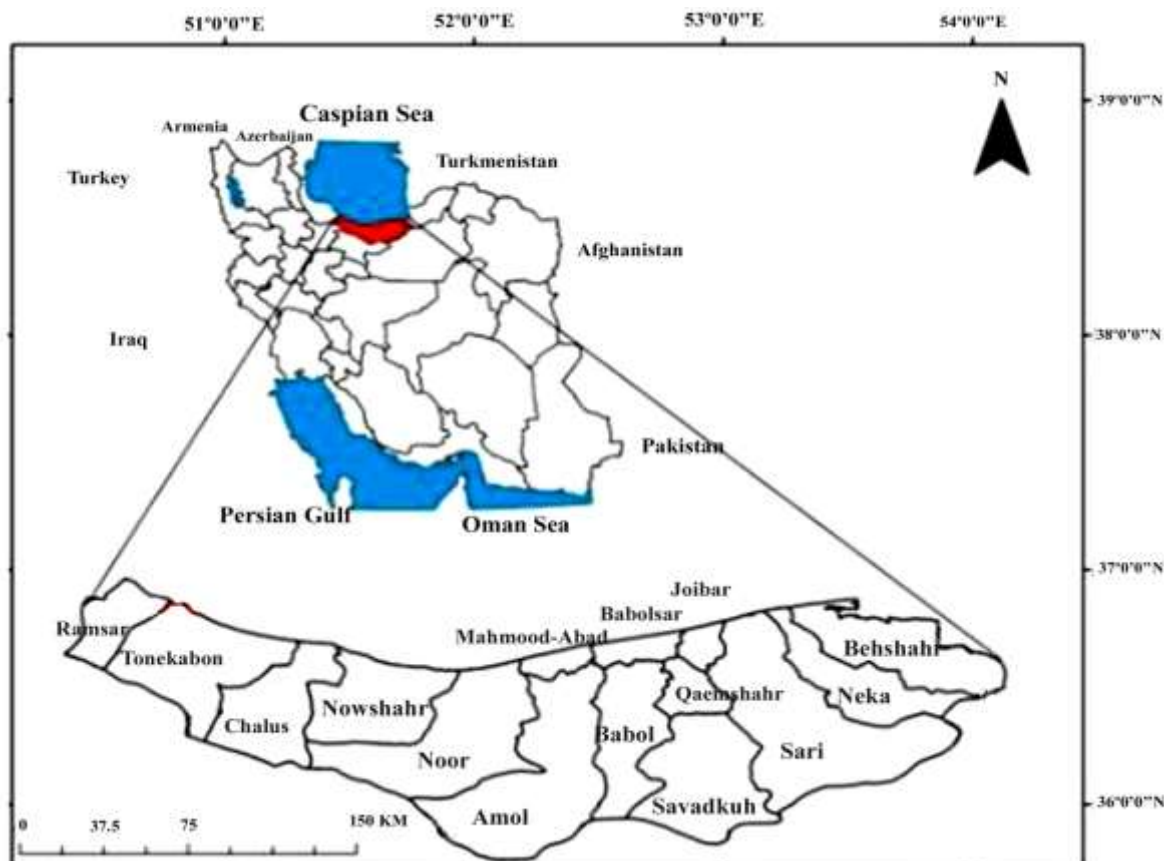 51°0'0"E 52°0'0"E 53°0'0"E 54°0'0"E
N
39°0'0"N
Caspian Sea
Armenia
Azerbaijan
Turkmenistan
Turkey
Afghanistan
Iraq
38°0'0"N
Pakistan
Persian Gulf
Oman Sea
37°0'0"N
Joibar
Babolsar
Mahmood-Abad
Ramsar
Tonekabon
Behshahr
Qaemshahr
Neka
Nowshahr
Chalus
Babol
Noor
Sari
36°0'0"N
Savadkuh
Amol
0 37.5 75 150 KM